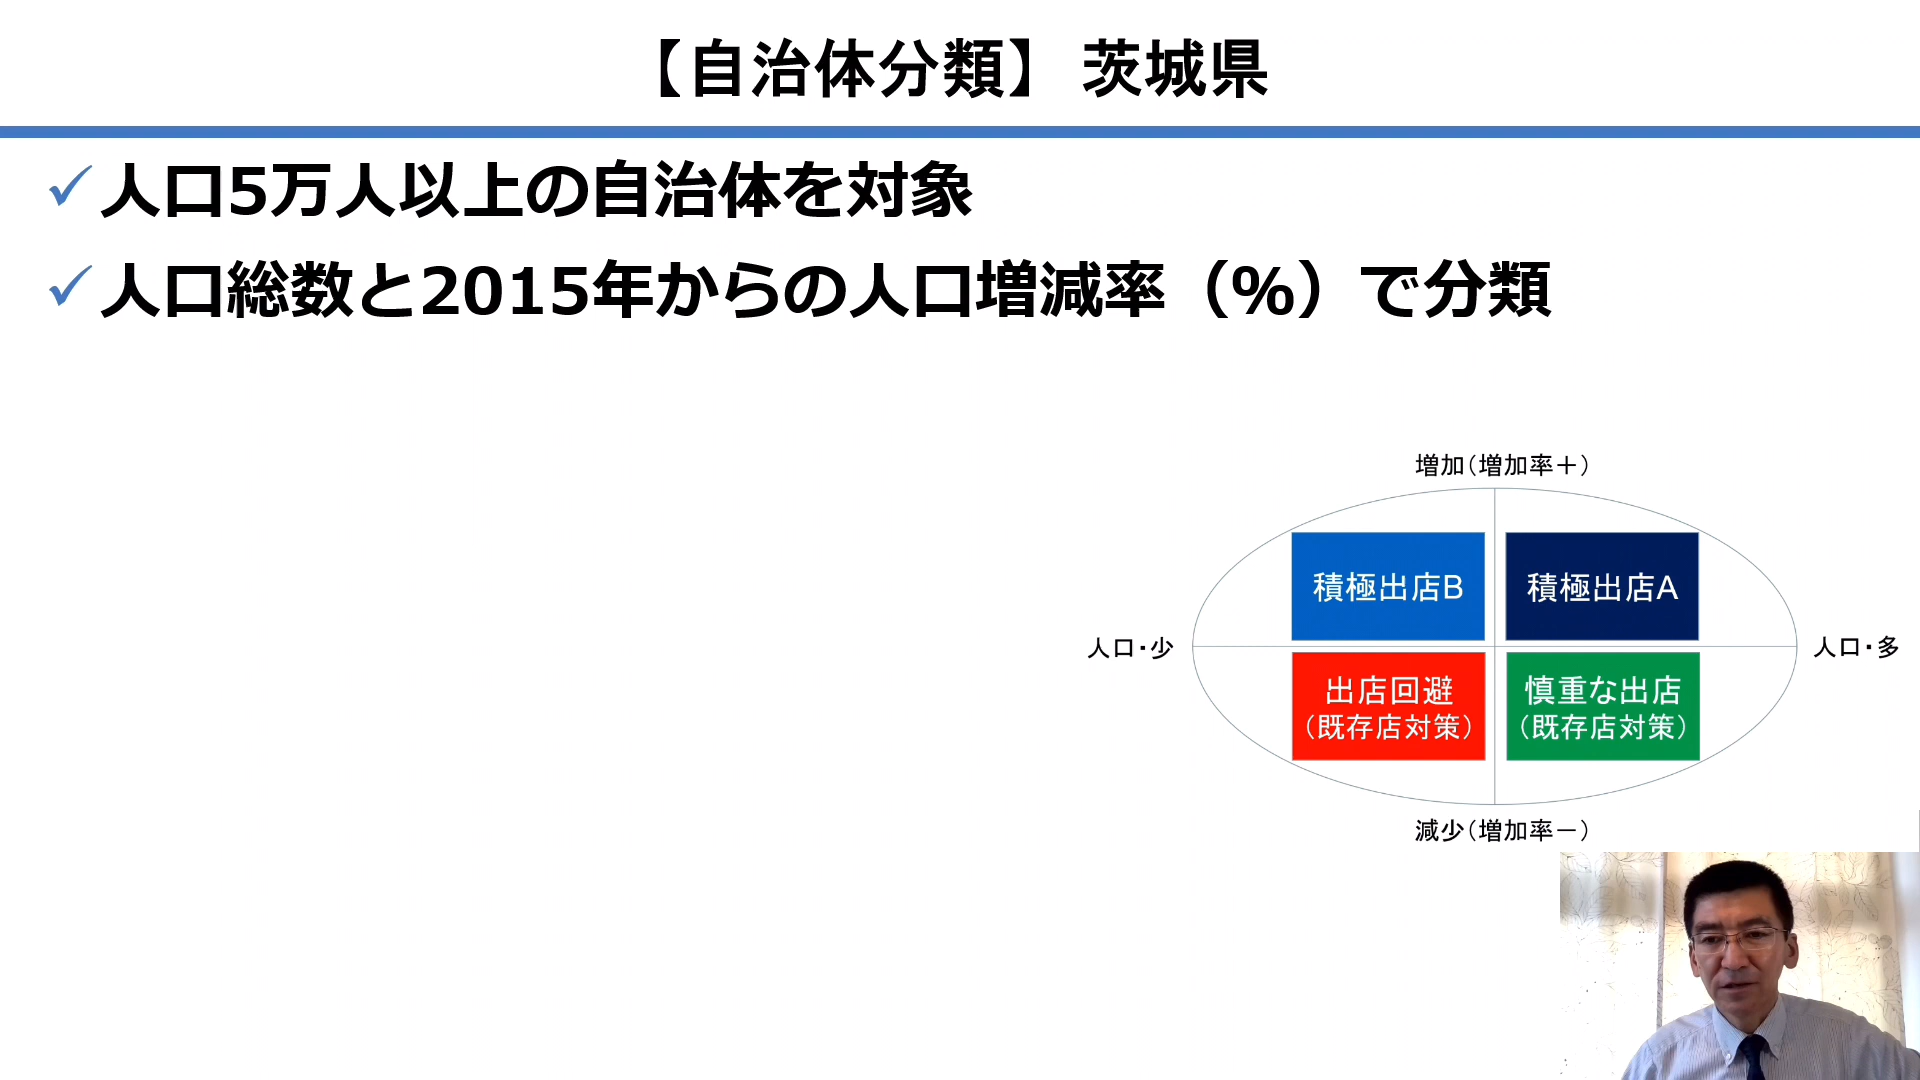 【自治体分類】 茨城県
✓人口5万人以上の自治体を対象
✓人口総数と2015年からの人口増減率（%）で分類
増加（増加率＋）
積極出店B
積極出店A
人口・少
人口・多
出店回避
（既存店対策）
慎重な出店
（既存店対策）
減少（増加率－）